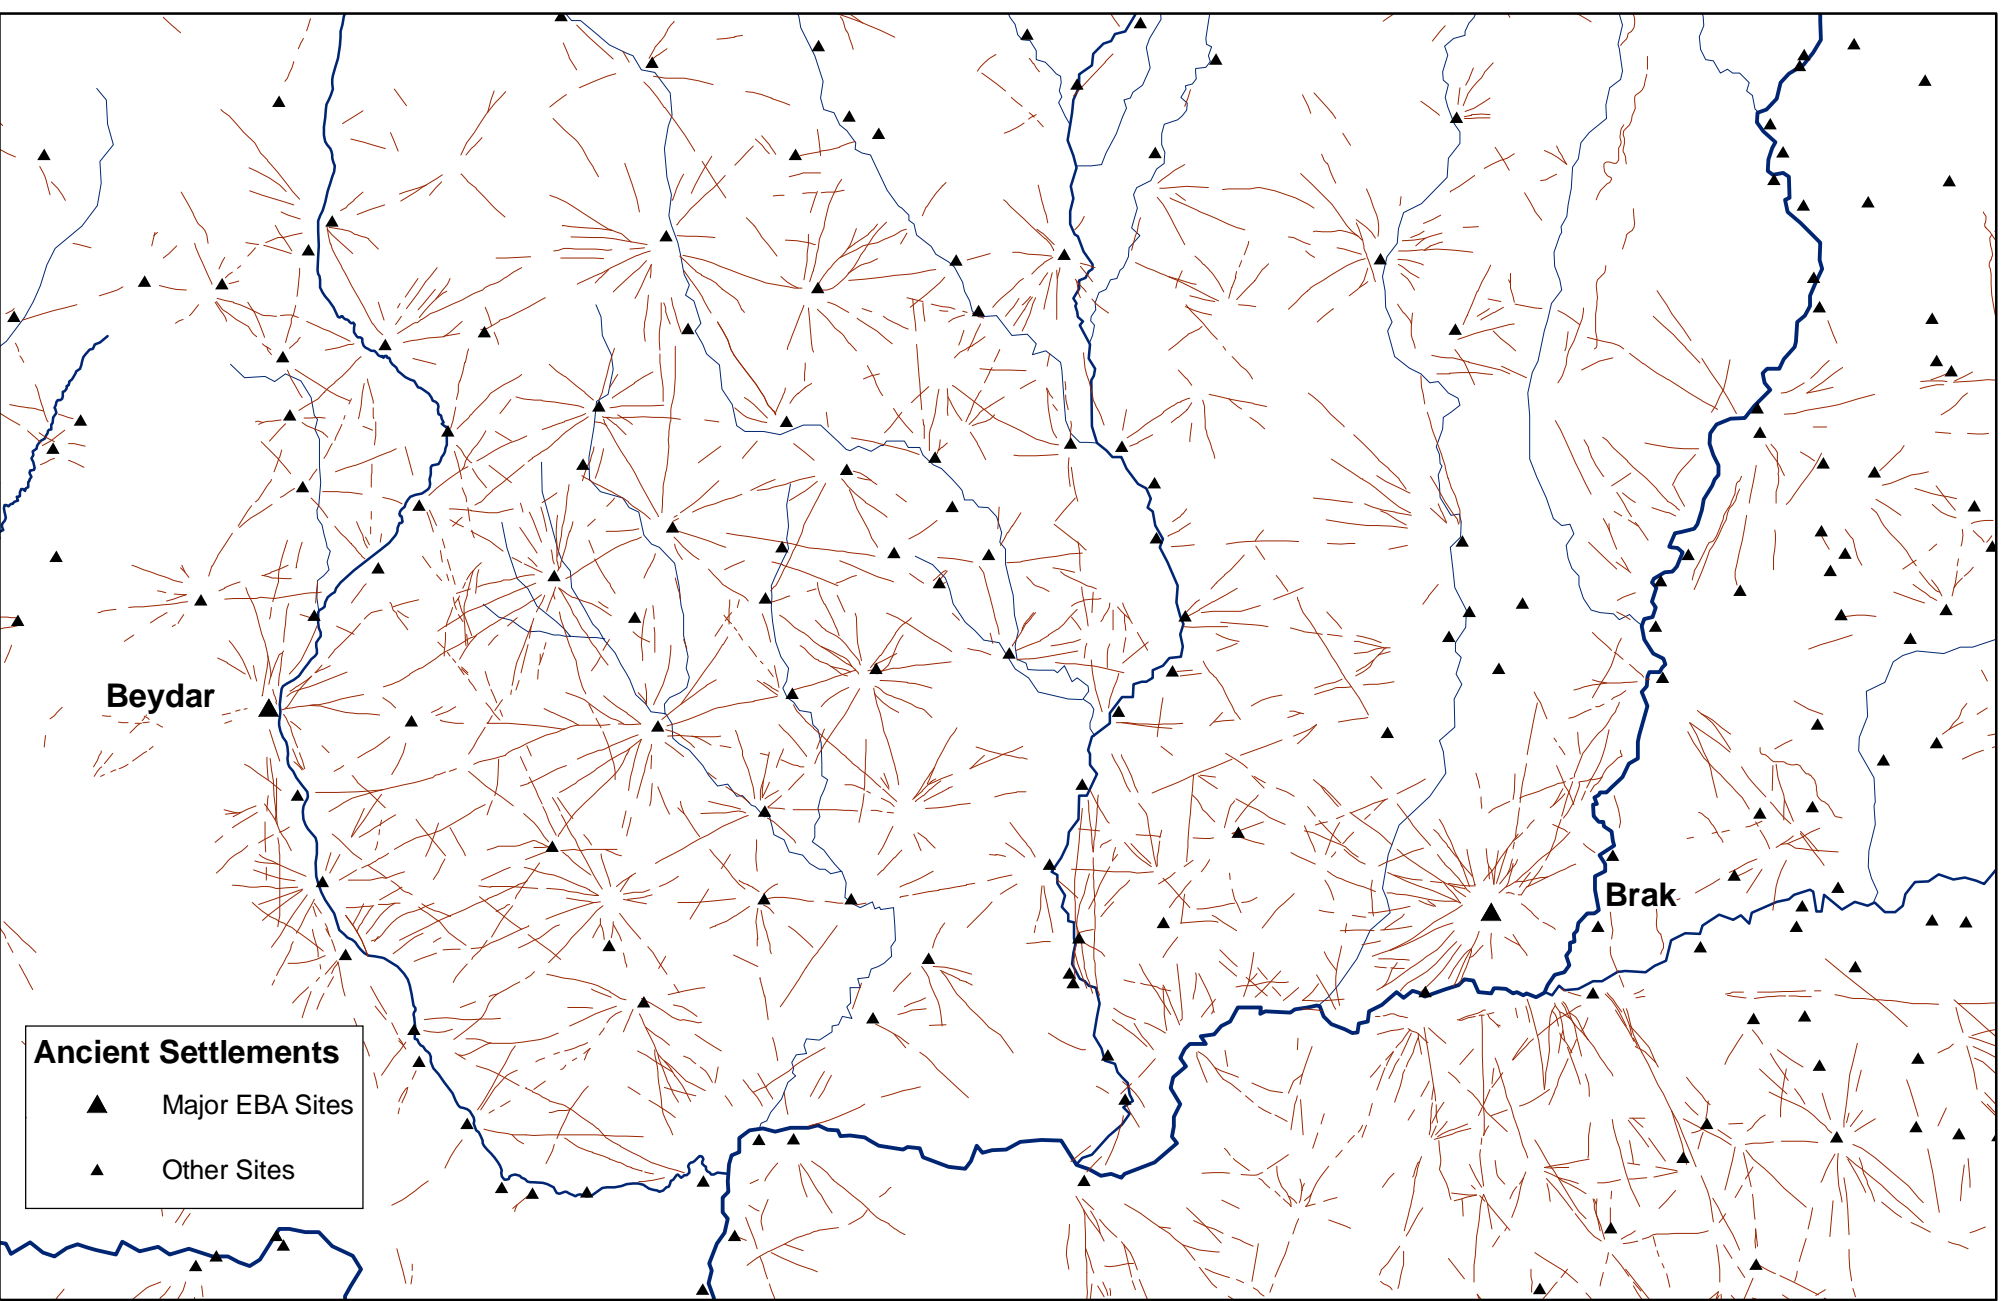 Beydar
Brak
Ancient Settlements
Major EBA Sites
Other Sites